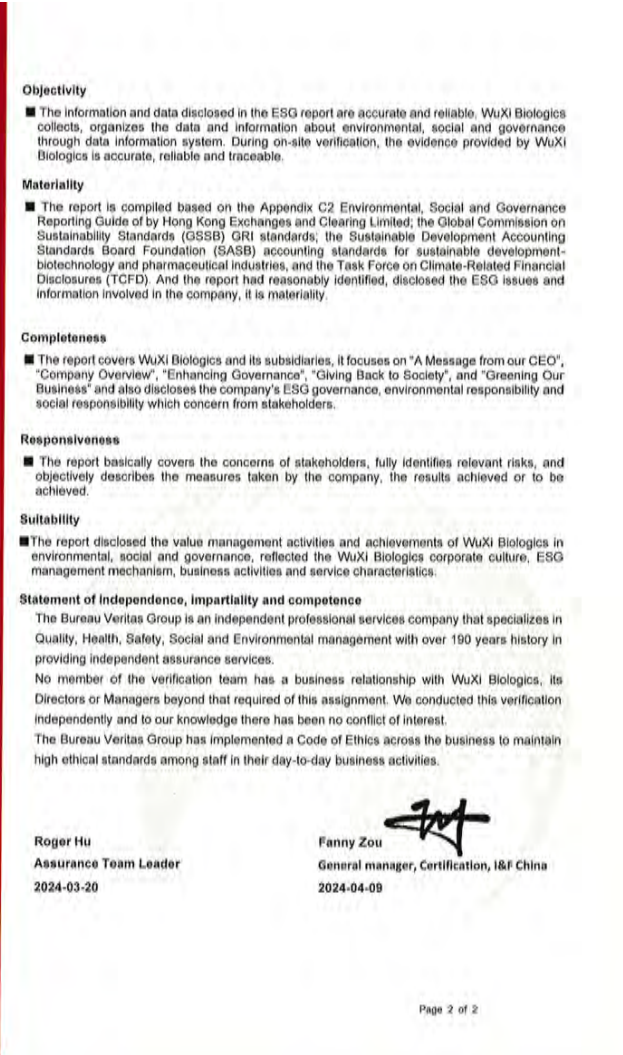 Objectivity
■ The information and data disclosed in the ESG report are accurate and reliable. WuXi Biologics
collects, organizes the data and information about environmental, social and governance
through data information system. During on-site verification, the evidence provided by WuXi
Biologics is accurate, reliable and traceable.
Materiality
■ The report is compiled based on the Appendix C2 Environmental, Social and Governance
Reporting Guide of by Hong Kong Exchanges and Clearing Limited; the Global Commission on
Sustainability Standards (GSSB) GRI standards; the Sustainable Development Accounting
Standards Board Foundation (SASB) accounting standards for sustainable development-
biotechnology and pharmaceutical industries, and the Task Force on Climate-Related Financial
Disclosures (TCFD). And the report had reasonably identified, disclosed the ESG issues and
information involved in the company, it is materiality.
Completeness
■ The report covers WuXi Biologics and its subsidiaries, it focuses on "A Message from our CEO",
"Company Overview", "Enhancing Governance", "Giving Back to Society", and "Greening Our
Business" and also discloses the company's ESG governance, environmental responsibility and
social responsibility which concern from stakeholders.
Responsiveness
■ The report basically covers the concerns of stakeholders, fully identifies relevant risks, and
objectively describes the measures taken by the company, the results achieved or to be
achieved.
Suitability
■The report disclosed the value management activities and achievements of WuXi Biologics in
environmental, social and governance, reflected the WuXi Biologics corporate culture, ESG
management mechanism, business activities and service characteristics.
Statement of Independence, impartiality and competence
The Bureau Veritas Group is an independent professional services company that specializes in
Quality, Health, Safety, Social and Environmental management with over 190 years history in
providing independent assurance services.
No member of the verification team has a business relationship with WuXi Biologics, its
Directors or Managers beyond that required of this assignment. We conducted this verification
independently and to our knowledge there has been no conflict of interest.
The Bureau Veritas Group has implemented a Code of Ethics across the business to maintain
high ethical standards among staff in their day-to-day business activities.
Roger Hu
Assurance Team Leader
2024-03-20
Fanny Zou
General manager, Certification, I&F China
2024-04-09
Page 2 of 2